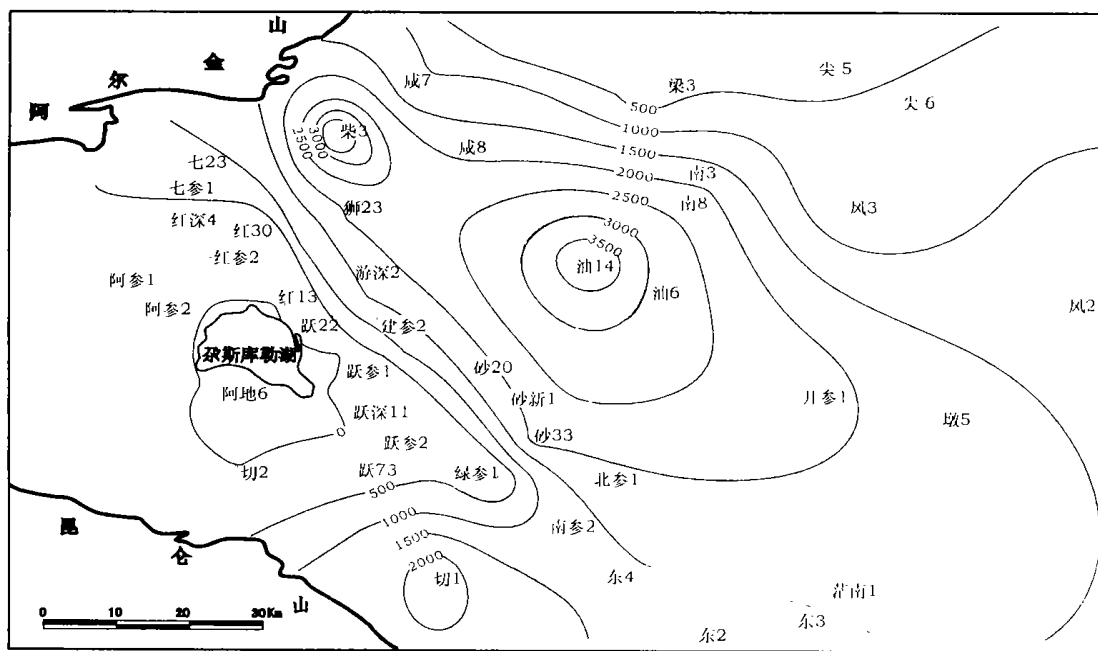 山
金
尔
阿
尖 5
咸7
梁3
尖 6
500
1000
3000
2500
柴3
咸8
1500
七23
南3
2000
七参1
2500
南8
狮23
风3
红深4
红30
3000
3500
红参2
油14
游深2
阿参1
油6
红13
阿参2
风2
跃22
建参2
尕斯库勒湖
砂20
跃参1
阿地6
砂新1
月参1
跃深11
墩5
0
砂33
跃参2
切2
跃73
绿参1
北参1
500
1000
南参2
昆
1500
仑
2000
切1
东4
茫南1
山
东3
东2
0
10
20
30Km